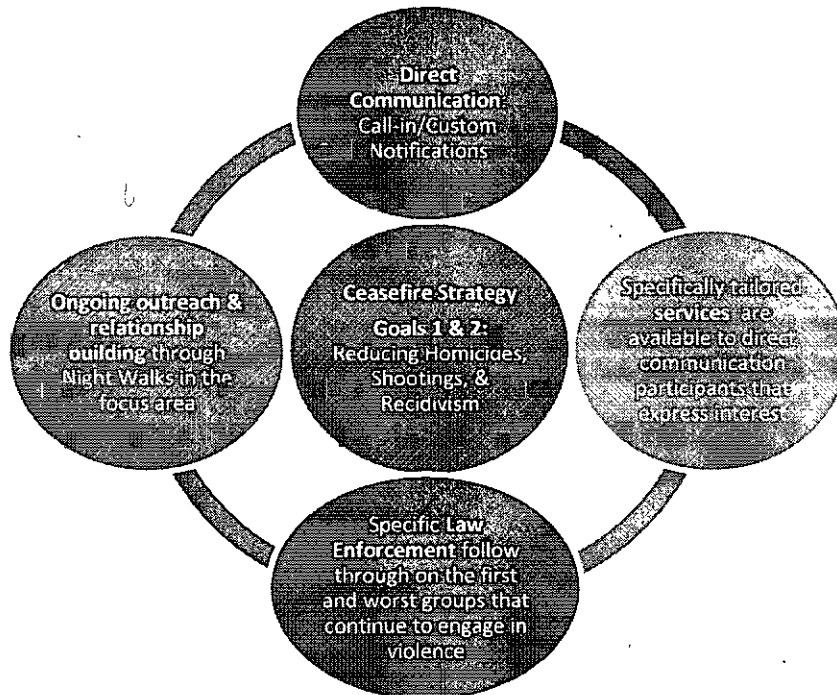 Direct
Communication
Call-in/Custom
Notifications
Ongoing outreach &
relationship
building through
Night Walks in the
focus area
Ceasefire Strategy
Goals 1 & 2:
Reducing Homicides,
Shootings, &
Recidivism
Specifically tailored
services are
available to direct
communication
participants that
express interest
Specific Law
Enforcement follow
through on the first
and worst groups that
continue to engage in
violence